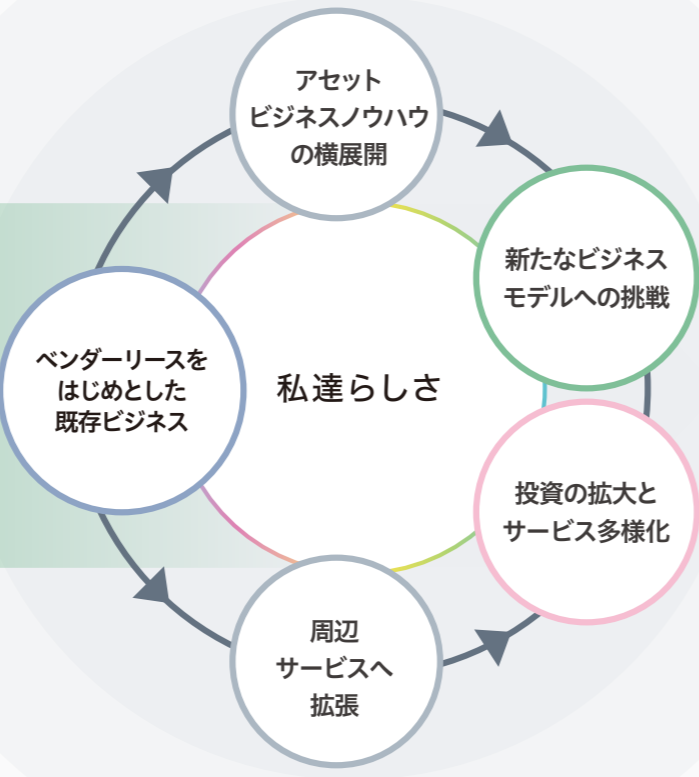 アセット
ビジネスノウハウ
の横展開
新たなビジネス
モデルへの挑戦
ベンダーリースを
はじめとした
既存ビジネス
私達らしさ
投資の拡大と
サービス多様化
周辺
サービスへ
拡張